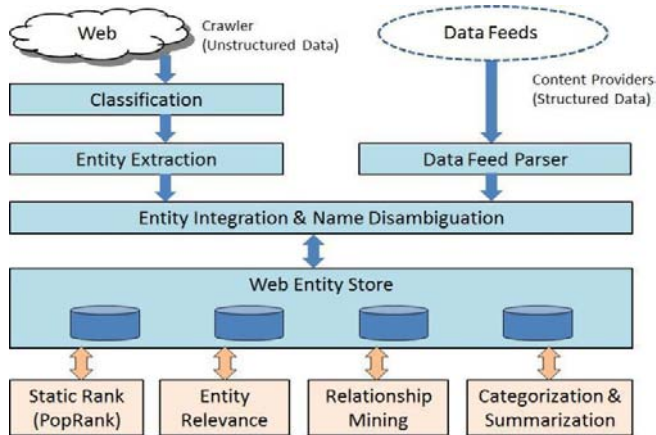 Web
Crawler
(Unstructured Data)
Data Feeds
Content Providers
(Structured Data)
Classification
Entity Extraction
Data Feed Parser
Entity Integration & Name Disambiguation
Web Entity Store
Static Rank
(PopRank)
Entity
Relevance
Relationship
Mining
Categorization &
Summarization